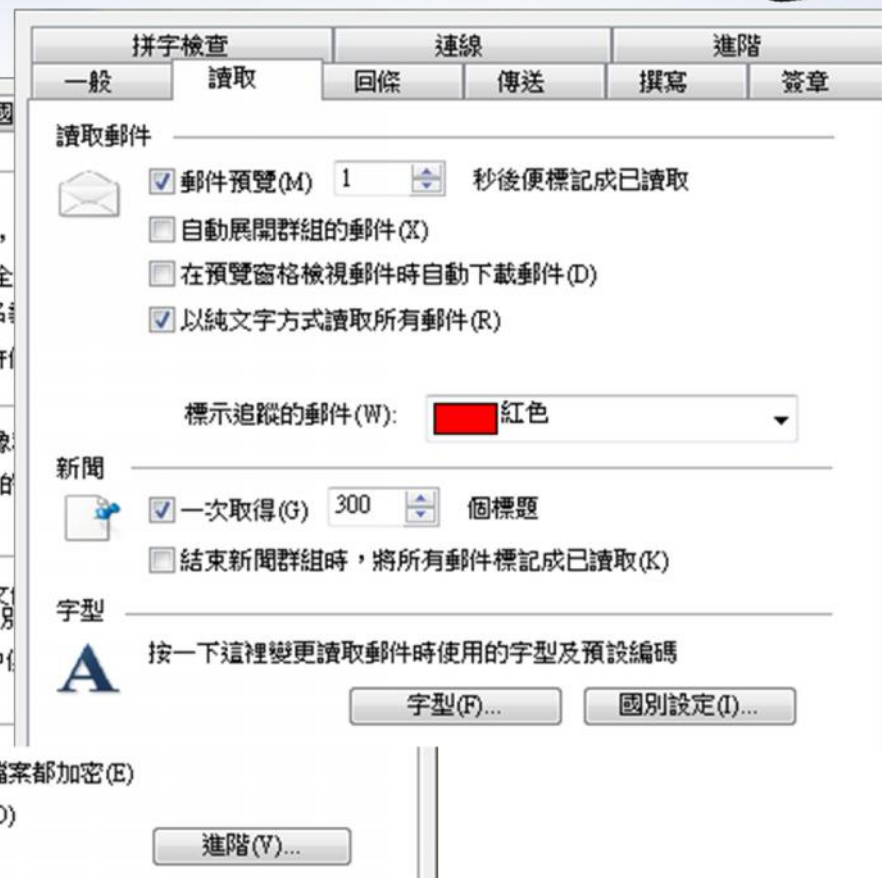 拼字檢查 連線 進階
一般 讀取 回條 傳送 撰寫 簽章
讀取郵件
郵件預覽(M) 1 秒後便標記成已讀取
自動展開群組的郵件(X)
在預覽窗格檢視郵件時自動下載郵件(D)
以純文字方式讀取所有郵件(R)
標示追蹤的郵件(W): 紅色
新聞
一次取得(G) 300 個標題
結束新聞群組時，將所有郵件標記成已讀取(K)
字型
按一下這裡變更讀取郵件時使用的字型及預設編碼
字型(F)... 國別設定(I)...
檔案都加密(E)
進階(V)...